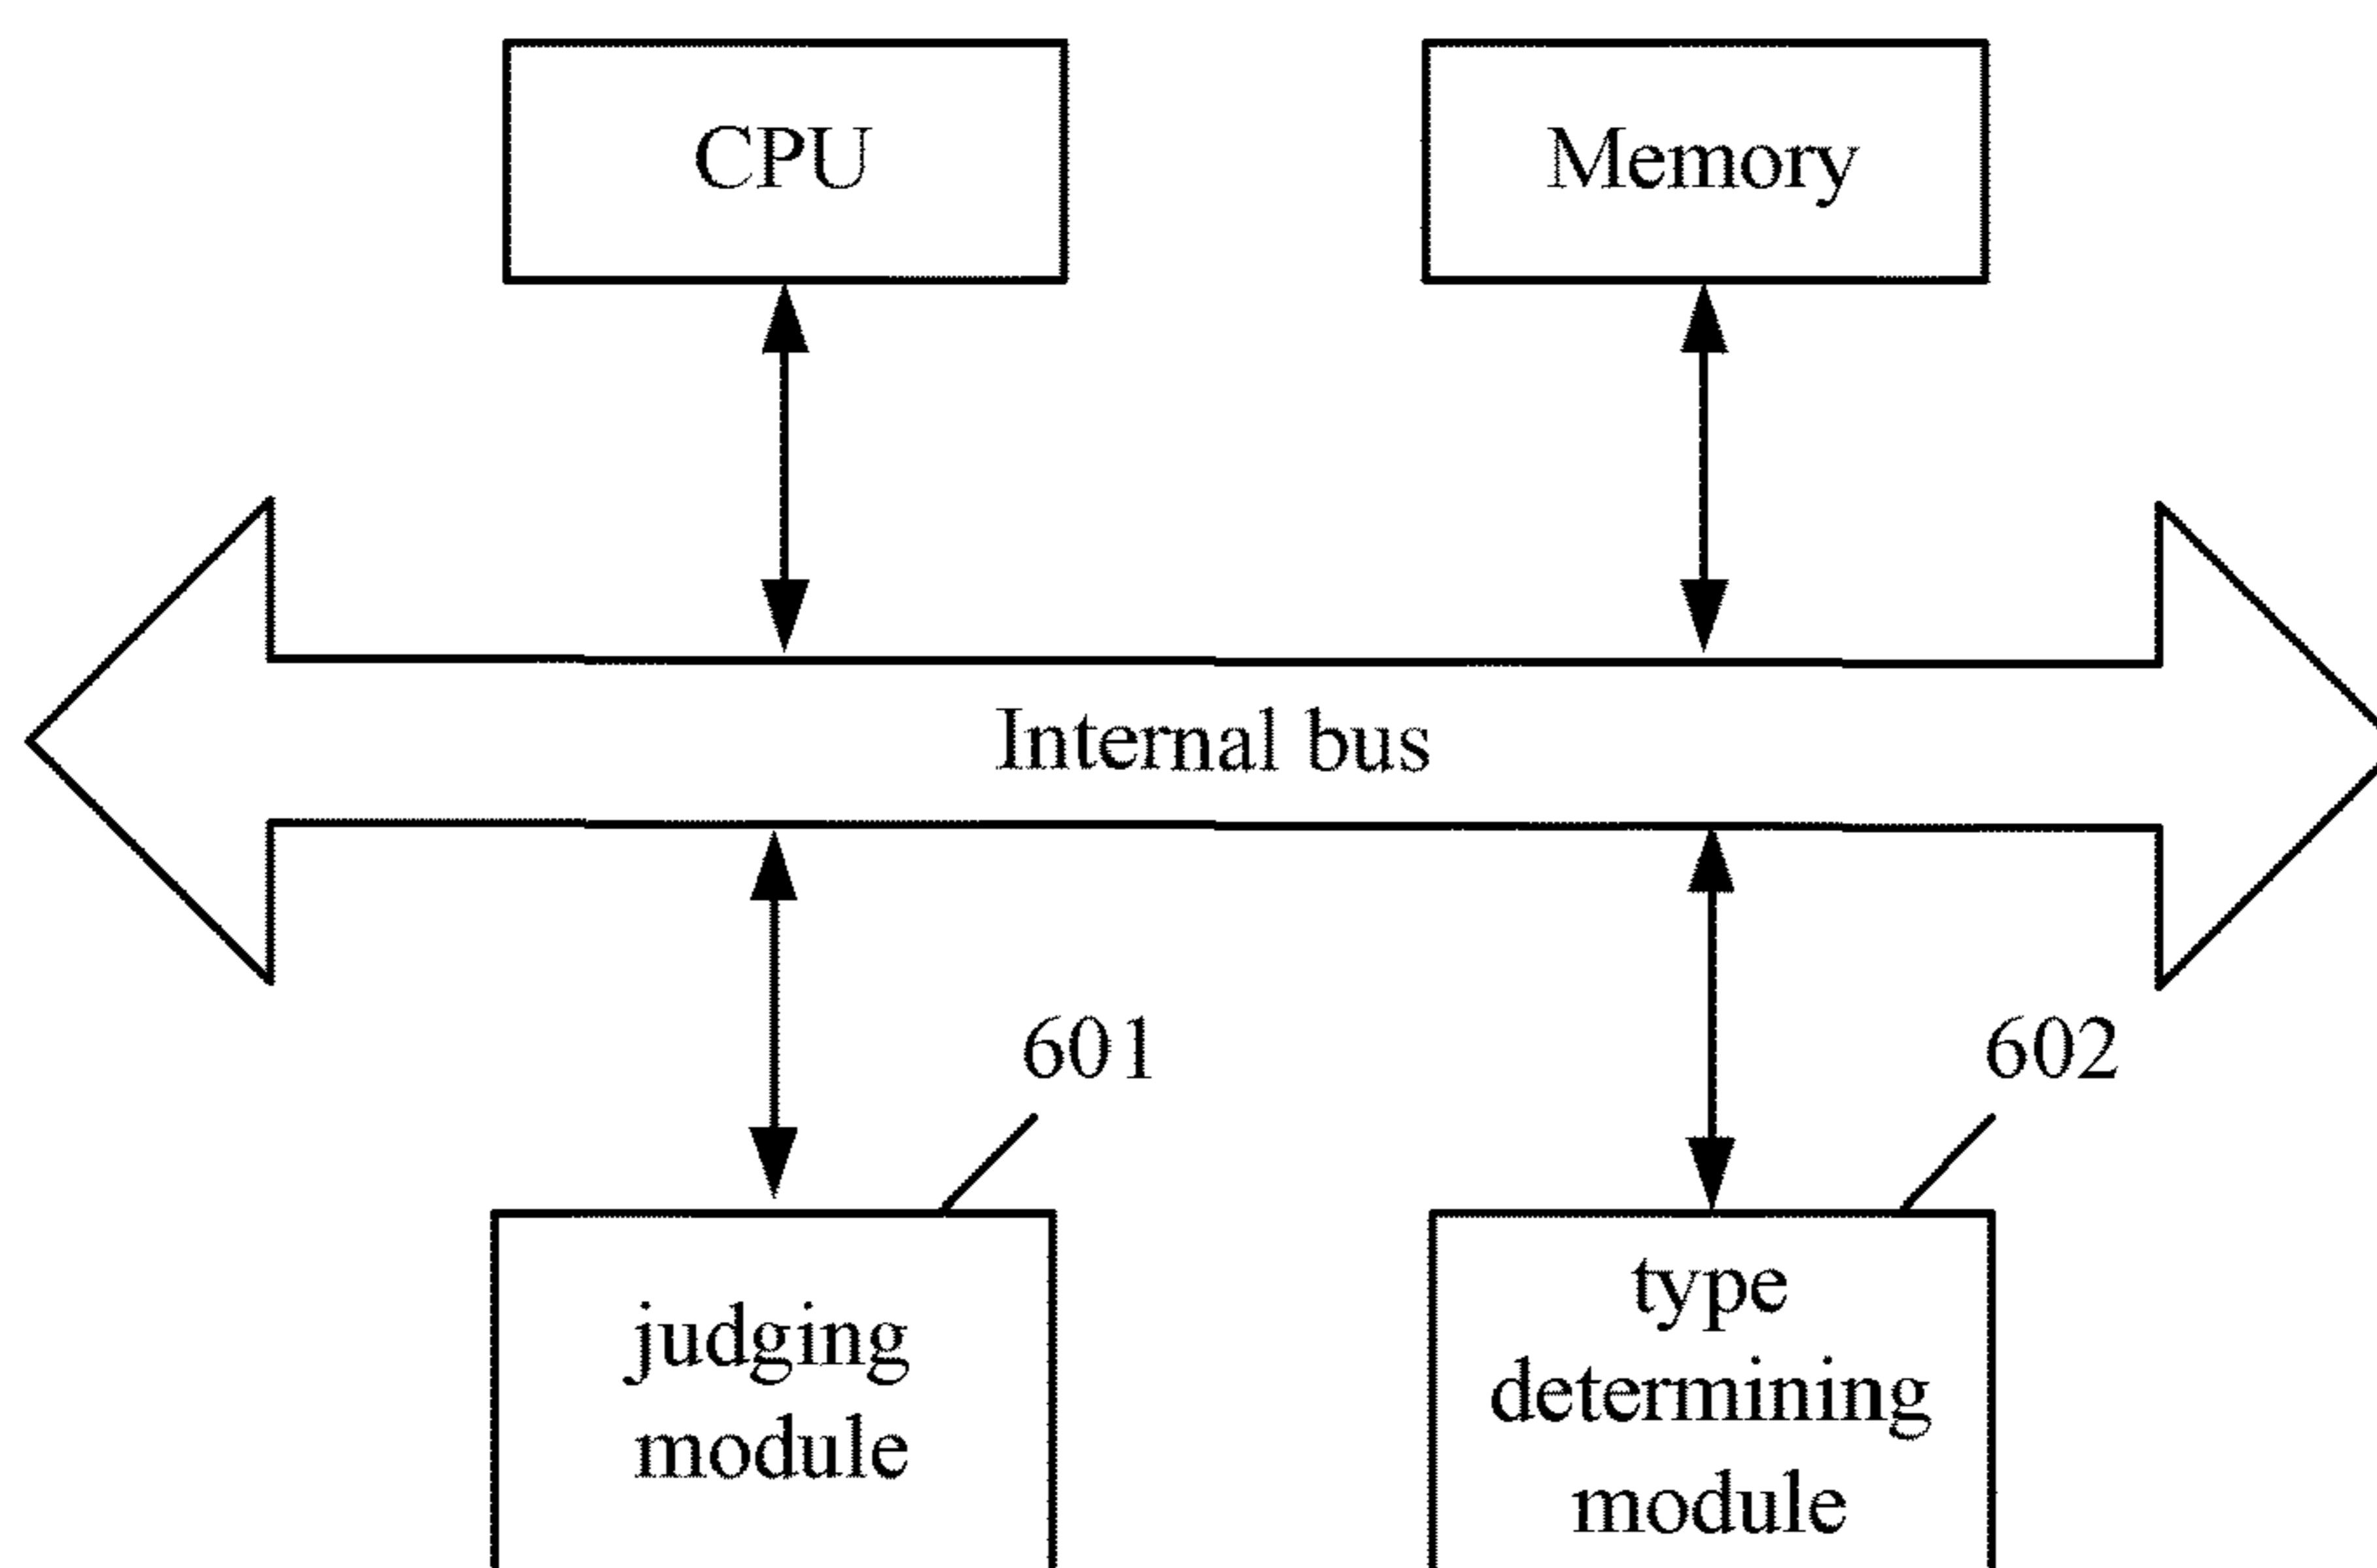 CPU
Memory
Internal bus
601
602
judging
module
type
determining
module